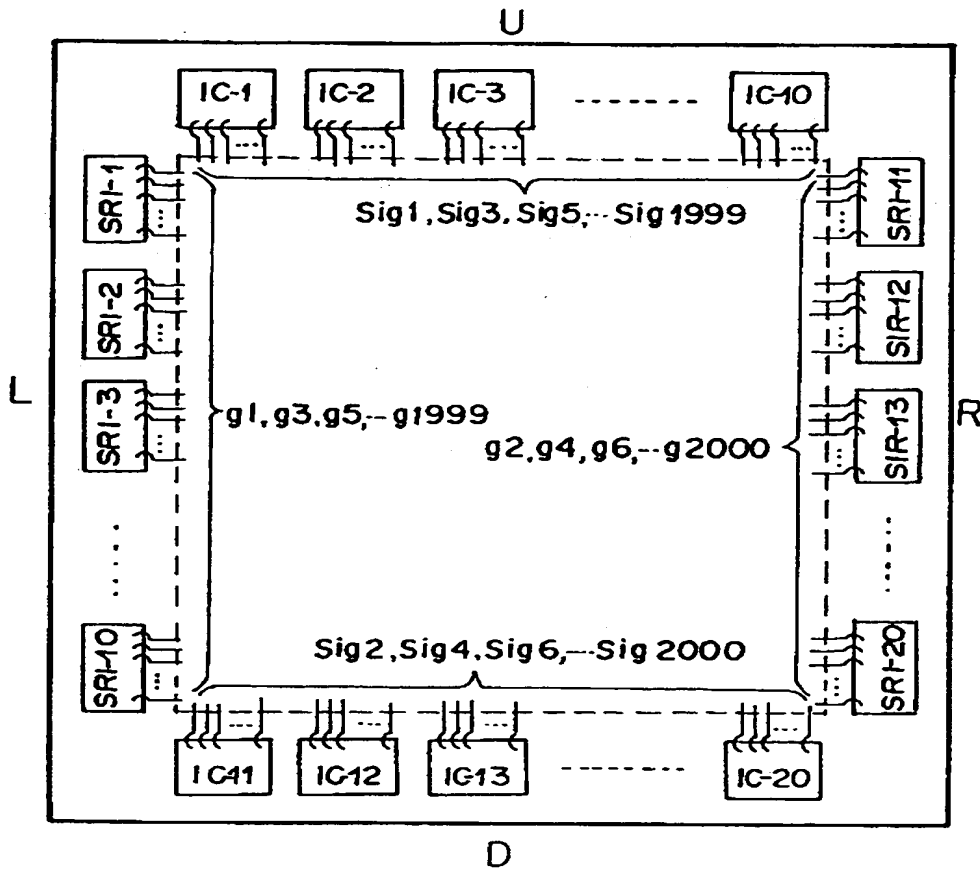 U
IC-1 IC-2 IC-3 -------- IC-10
SRI-1 SRI-11
Sig1, Sig3, Sig5,--- Sig1999
SRI-2 SIR-12
L R
SRI-3 SIR-13
g1, g3, g5,--g1999
g2, g4, g6,--g2000
SRI-10 SRI-20
Sig2, Sig4, Sig6,--- Sig 2000
IC-11 IC-12 IC-13 -------- IC-20
D